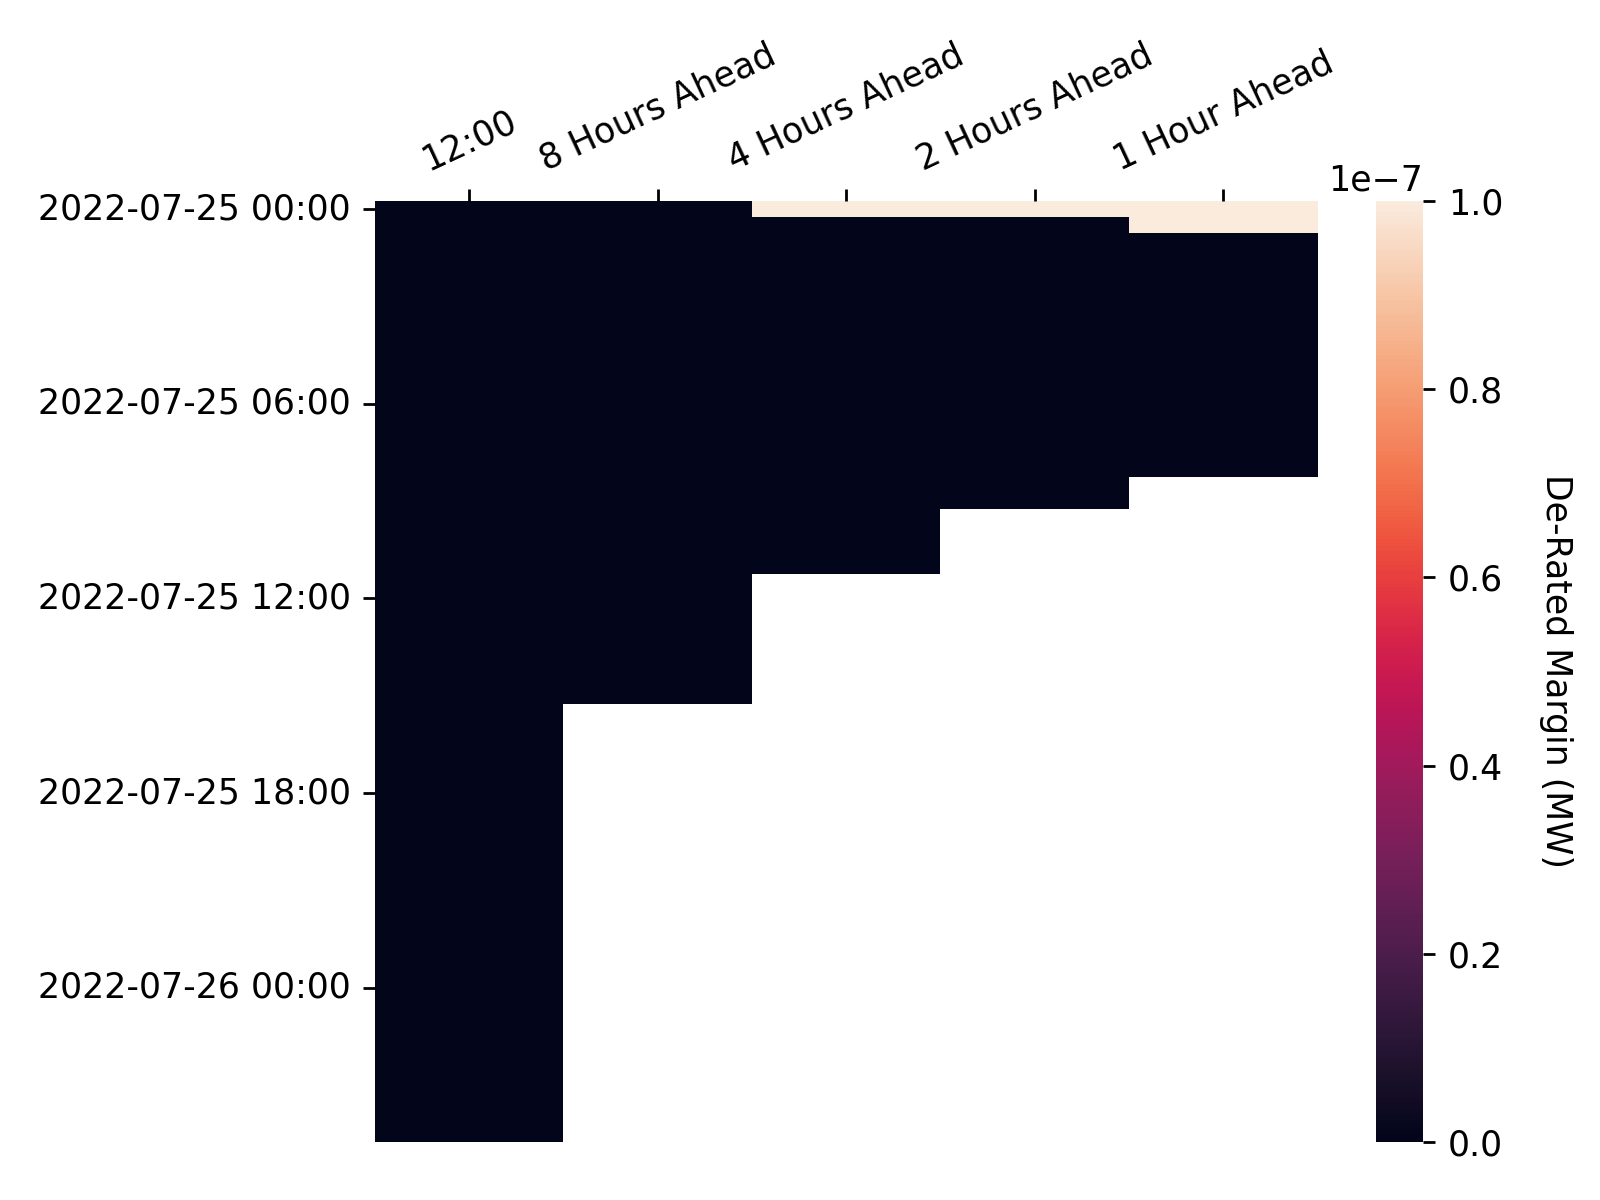 12:00
8 Hours Ahead
4 Hours Ahead
2 Hours Ahead
1 Hour Ahead
1e−7
2022-07-25 00:00
2022-07-25 06:00
2022-07-25 12:00
2022-07-25 18:00
2022-07-26 00:00
1.0
0.8
0.6
0.4
0.2
0.0
De-Rated Margin (MW)